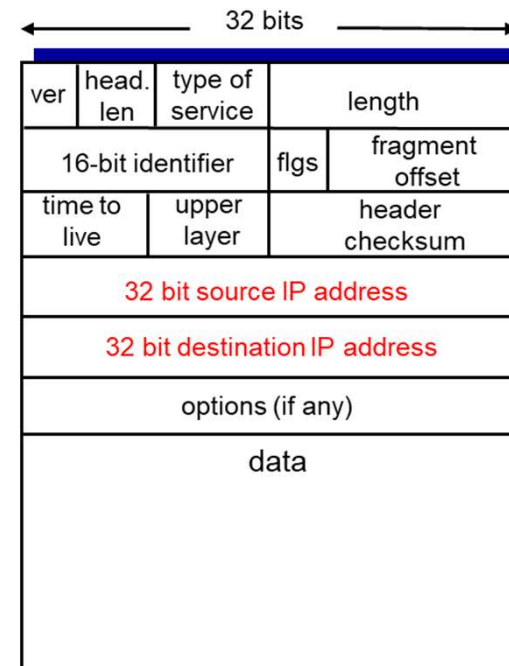 32 bits
ver
head.
len
type of
service
length
16-bit identifier
flgs
fragment
offset
time to
live
upper
layer
header
checksum
32 bit source IP address
32 bit destination IP address
options (if any)
data